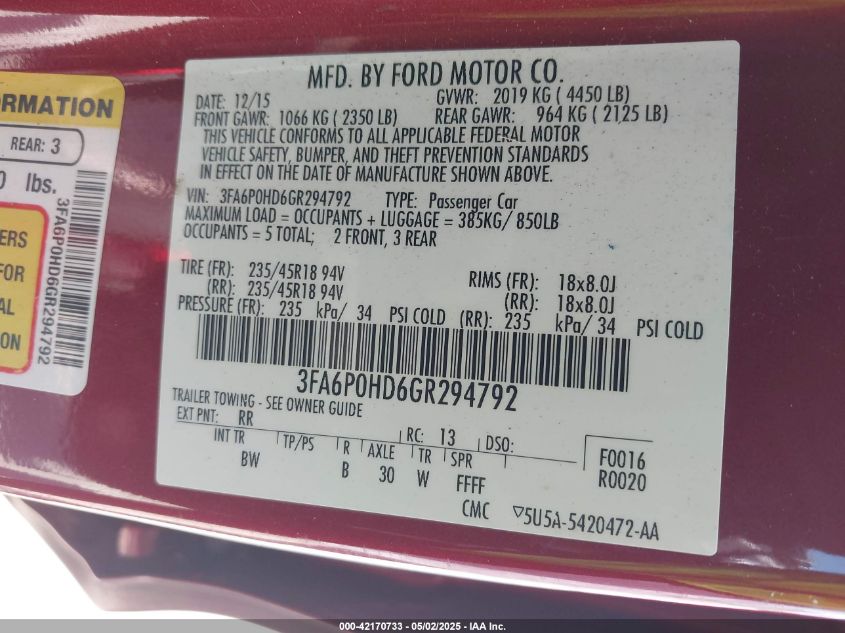 ORMATION
REAR: 3
0 lbs.
ERS
FOR
AL
ON
3FA6P0HD6GR294792
MFD. BY FORD MOTOR CO.
DATE: 12/15 GVWR: 2019 KG ( 4450 LB)
FRONT GAWR: 1066 KG ( 2350 LB) REAR GAWR: 964 KG ( 2125 LB)
THIS VEHICLE CONFORMS TO ALL APPLICABLE FEDERAL MOTOR
VEHICLE SAFETY, BUMPER, AND THEFT PREVENTION STANDARDS
IN EFFECT ON THE DATE OF MANUFACTURE SHOWN ABOVE.
VIN: 3FA6P0HD6GR294792 TYPE: Passenger Car
MAXIMUM LOAD = OCCUPANTS + LUGGAGE = 385KG/ 850LB
OCCUPANTS = 5 TOTAL; 2 FRONT, 3 REAR
TIRE (FR): 235/45R18 94V RIMS (FR): 18x8.0J
(RR): 235/45R18 94V (RR): 18x8.0J
PRESSURE (FR): 235 kPa/ 34 PSI COLD (RR): 235 kPa/ 34 PSI COLD
3FA6P0HD6GR294792
TRAILER TOWING - SEE OWNER GUIDE
EXT PNT: RR RC: 13 DSO:
INT TR TP/PS R AXLE TR SPR F0016
BW B 30 W FFFF R0020
CMC ▽5U5A-5420472-AA
000-42170733 - 05/02/2025 - IAA Inc.